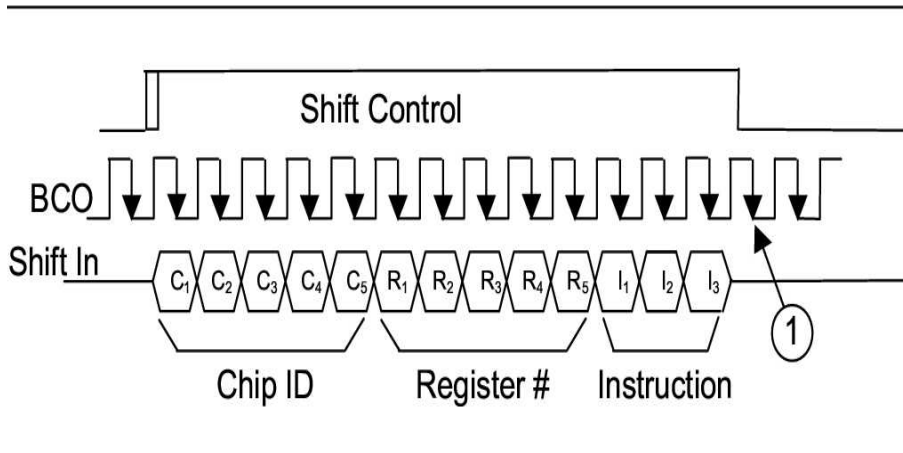 Shift Control
BCO
Shift In
C₁ C₂ C₃ C₄ C₅ R₁ R₂ R₃ R₄ R₅ I₁ I₂ I₃
1
Chip ID Register # Instruction